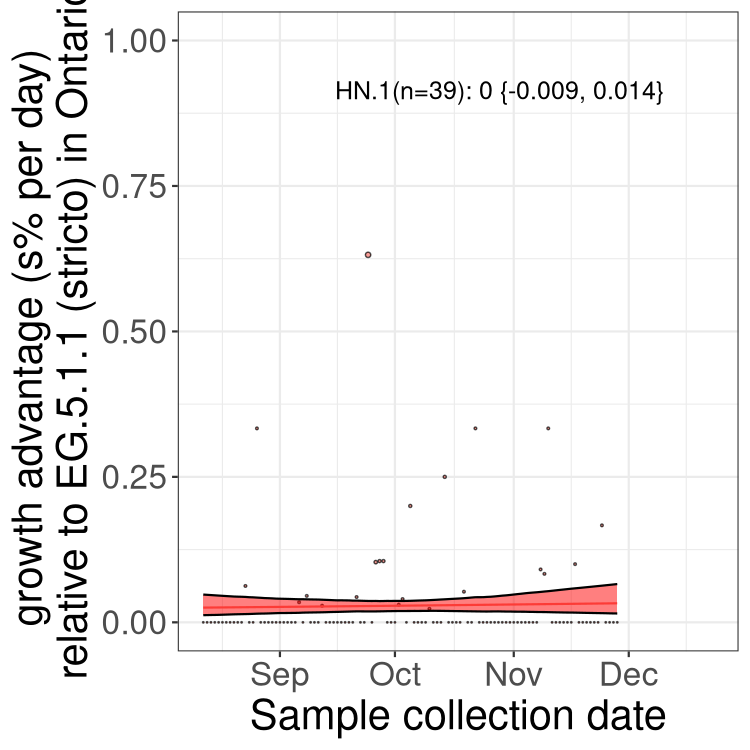 growth advantage (s% per day)
relative to EG.5.1.1 (stricto) in Ontario
1.00
0.75
0.50
0.25
0.00
HN.1(n=39): 0 {-0.009, 0.014}
Sep Oct Nov Dec
Sample collection date